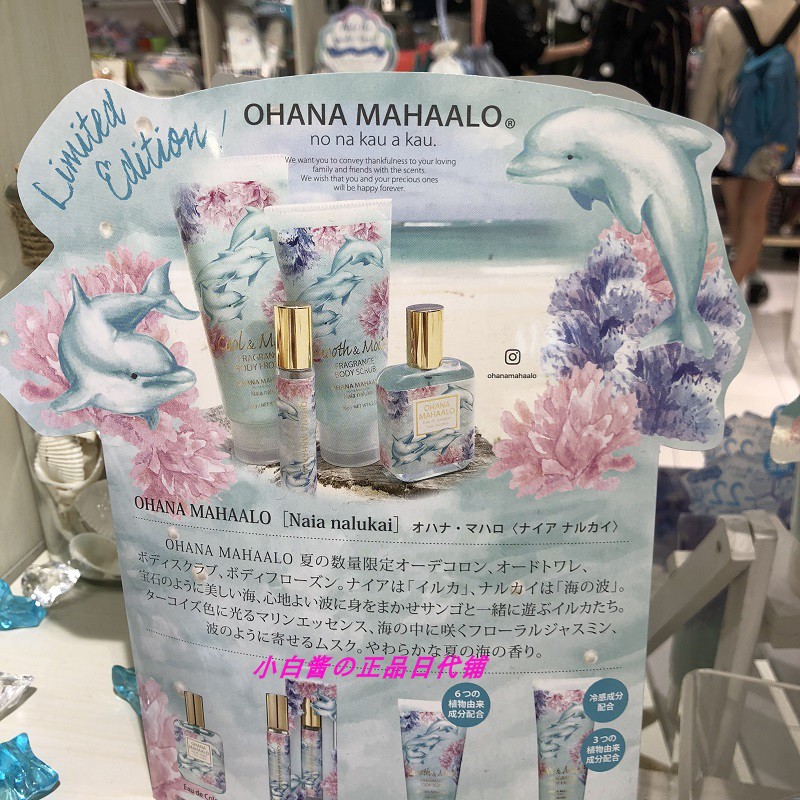 Limited
Edition!
OHANA MAHAALO®
no na kau a kau.
We want you to convey thankfulness to your loving
family and friends with the scents.
We wish that you and your precious ones
will be happy forever.
FRAGRANCE
BODY SCRUB
OHANA MAHAALO
Naia nalukai
OHANA
MAHAALO
ohanamahaalo
OHANA MAHAALO [Naia nalukai] オハナ・マハロ〈ナイア ナルカイ〉
OHANA MAHAALO 夏の数量限定オーデコロン、オードトワレ、
ボディスクラブ、ボディフローズン。ナイアは「イルカ」、ナルカイは「海の波」。
宝石のように美しい海、心地よい波に身をまかせサンゴと一緒に遊ぶイルカたち。
ターコイズ色に光るマリンエッセンス、海の中に咲くフローラルジャスミン、
波のように寄せるムスク。やわらかな夏の海の香り。
小白酱の正品日代铺
6つの
植物由来
成分配合
冷感成分
配合
3つの
植物由来
成分配合
OHANA
MAHAALO